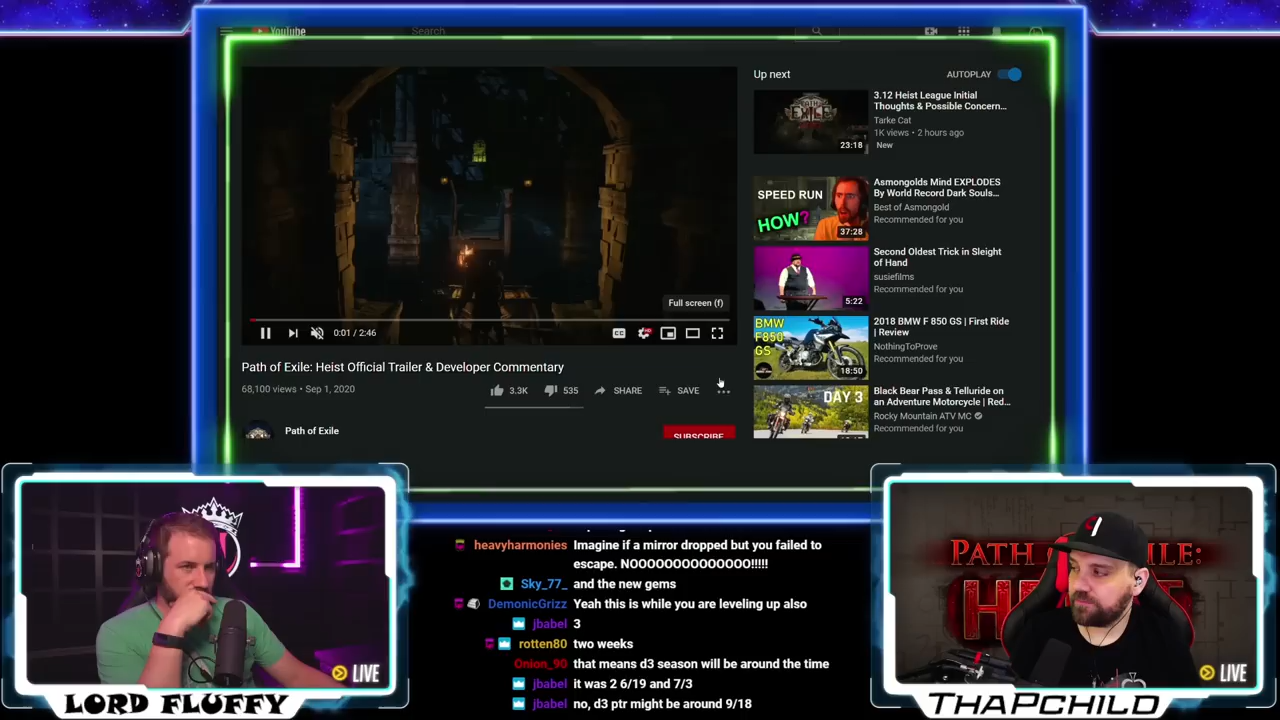 YouTube
Search
Up next
AUTOPLAY
3.12 Heist League Initial
Thoughts & Possible Concern...
Tarke Cat
1K views • 2 hours ago
New
PATH
EXILE
23:18
SPEED RUN
HOW?
37:28
Asmongolds Mind EXPLODES
By World Record Dark Souls...
Best of Asmongold
Recommended for you
Second Oldest Trick in Sleight
of Hand
susiefilms
Recommended for you
5:22
BMW
F850
GS
18:50
2018 BMW F 850 GS | First Ride
| Review
NothingToProve
Recommended for you
DAY 3
Black Bear Pass & Telluride on
an Adventure Motorcycle | Red...
Rocky Mountain ATV MC
Recommended for you
Full screen (f)
0:01 / 2:46
CC
Path of Exile: Heist Official Trailer & Developer Commentary
68,100 views • Sep 1, 2020
3.3K
535
SHARE
SAVE
Path of Exile
SUBSCRIBE
heavyharmonies Imagine if a mirror dropped but you failed to
escape. NOOOOOOOOOOOOO!!!!!
Sky_77_ and the new gems
DemonicGrizz Yeah this is while you are leveling up also
jbabel 3
rotten80 two weeks
Onion_90 that means d3 season will be around the time
jbabel it was 2 6/19 and 7/3
jbabel no, d3 ptr might be around 9/18
LIVE
LORD FLUFFY
PATH
LIVE
THAPCHILD